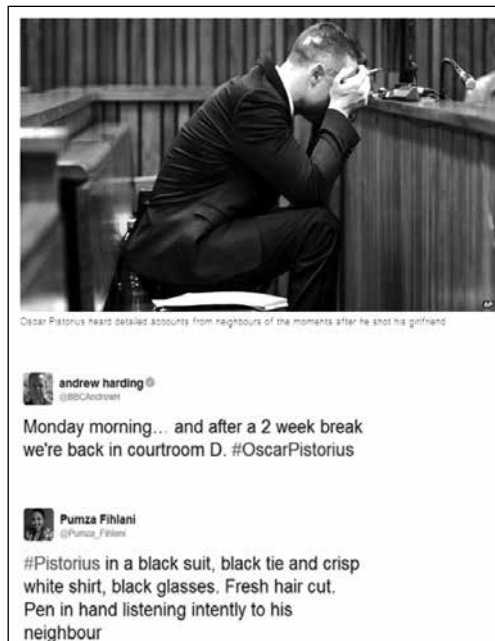 AP
Oscar Pistorius heard detailed accounts from neighbours of the moments after he shot his girlfriend
andrew harding
@BBCAndrewH
Monday morning... and after a 2 week break
we're back in courtroom D. #OscarPistorius
Pumza Fihlani
@Pumza_Fihlani
#Pistorius in a black suit, black tie and crisp
white shirt, black glasses. Fresh hair cut.
Pen in hand listening intently to his
neighbour